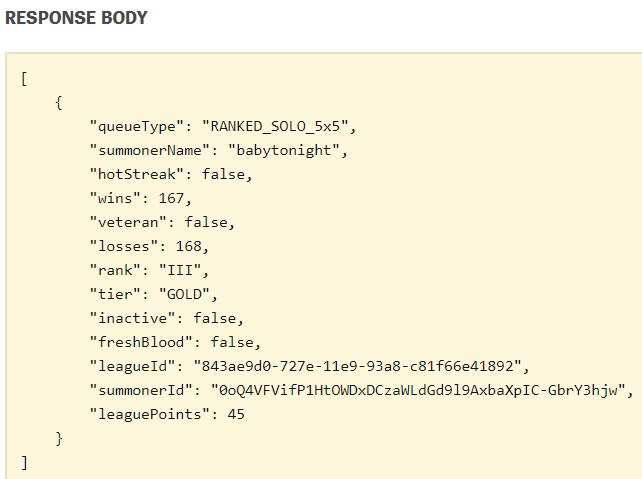 RESPONSE BODY
[
{
"queueType": "RANKED_SOLO_5x5",
"summonerName": "babytonight",
"hotStreak": false,
"wins": 167,
"veteran": false,
"losses": 168,
"rank": "III",
"tier": "GOLD",
"inactive": false,
"freshBlood": false,
"leagueId": "843ae9d0-727e-11e9-93a8-c81f66e41892",
"summonerId": "0oQ4VFVifP1HtOWDxDCzaWLdGd9l9AxbaXpIC-GbrY3hjw",
"leaguePoints": 45
}
]